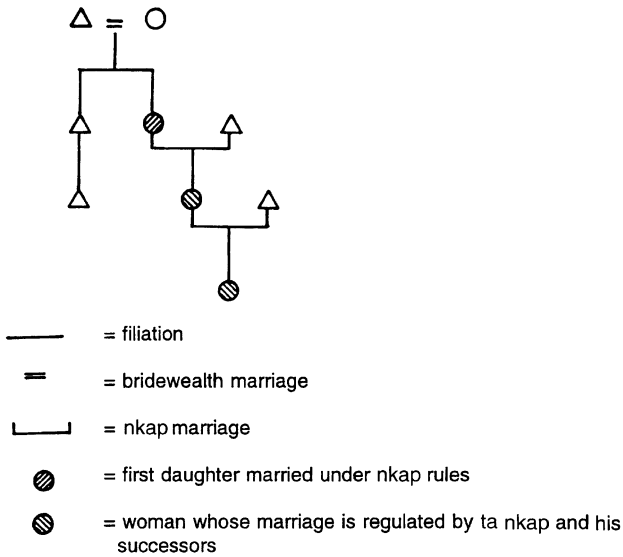 = filiation
= bridewealth marriage
= nkap marriage
= first daughter married under nkap rules
= woman whose marriage is regulated by ta nkap and his
successors